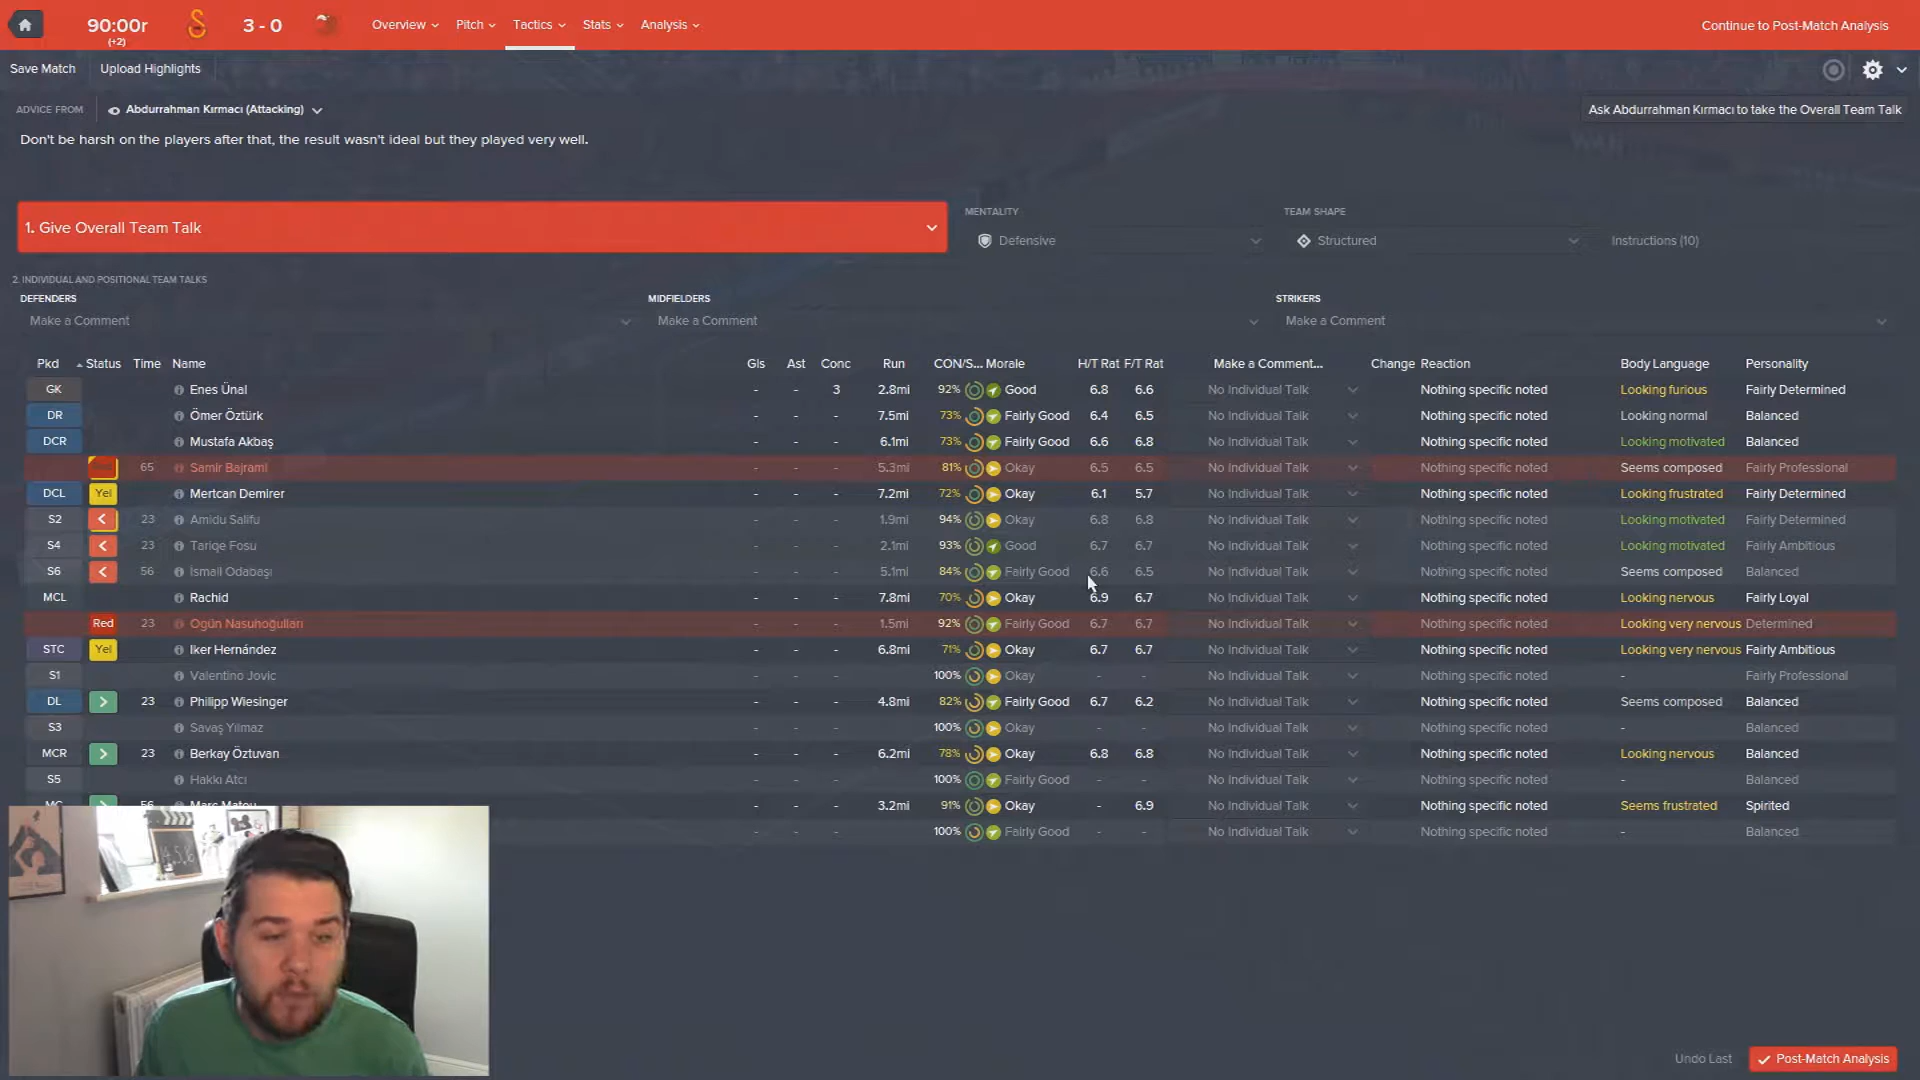 90:00r
(+2)
3 - 0
Overview
Pitch
Tactics
Stats
Analysis
Continue to Post-Match Analysis
Save Match
Upload Highlights
ADVICE FROM
Abdurrahman Kırmacı (Attacking)
Ask Abdurrahman Kırmacı to take the Overall Team Talk
Don't be harsh on the players after that, the result wasn't ideal but they played very well.
1. Give Overall Team Talk
MENTALITY
Defensive
TEAM SHAPE
Structured
Instructions (10)
2. INDIVIDUAL AND POSITIONAL TEAM TALKS
DEFENDERS
MIDFIELDERS
STRIKERS
Make a Comment
Make a Comment
Make a Comment
Pkd Status Time Name Gls Ast Conc Run CON/S... Morale H/T Rat F/T Rat Make a Comment... Change Reaction Body Language Personality
GK Enes Ünal - - 3 2.8mi 92% Good 6.8 6.6 No Individual Talk Nothing specific noted Looking furious Fairly Determined
DR Ömer Öztürk - - - 7.5mi 73% Fairly Good 6.4 6.5 No Individual Talk Nothing specific noted Looking normal Balanced
DCR Mustafa Akbaş - - - 6.1mi 73% Fairly Good 6.6 6.8 No Individual Talk Nothing specific noted Looking motivated Balanced
65 Samir Bajrami - - - 5.3mi 81% Okay 6.5 6.5 No Individual Talk Nothing specific noted Seems composed Fairly Professional
DCL Yel Mertcan Demirer - - - 7.2mi 72% Okay 6.1 5.7 No Individual Talk Nothing specific noted Looking frustrated Fairly Determined
S2 23 Amidu Salifu - - - 1.9mi 94% Okay 6.8 6.8 No Individual Talk Nothing specific noted Looking motivated Fairly Determined
S4 23 Tariqe Fosu - - - 2.1mi 93% Good 6.7 6.7 No Individual Talk Nothing specific noted Looking motivated Fairly Ambitious
S6 56 İsmail Odabaşı - - - 5.1mi 84% Fairly Good 6.6 6.5 No Individual Talk Nothing specific noted Seems composed Balanced
MCL Rachid - - - 7.8mi 70% Okay 6.9 6.7 No Individual Talk Nothing specific noted Looking nervous Fairly Loyal
Red 23 Ogün Nasuhoğulları - - - 1.5mi 92% Fairly Good 6.7 6.7 No Individual Talk Nothing specific noted Looking very nervous Determined
STC Yel Iker Hernández - - - 6.8mi 71% Okay 6.7 6.7 No Individual Talk Nothing specific noted Looking very nervous Fairly Ambitious
S1 Valentino Jovic - - - 100% Okay - - No Individual Talk Nothing specific noted - Fairly Professional
DL 23 Philipp Wiesinger - - - 4.8mi 82% Fairly Good 6.7 6.2 No Individual Talk Nothing specific noted Seems composed Balanced
S3 Savaş Yılmaz - - - 100% Okay - - No Individual Talk Nothing specific noted - Balanced
MCR 23 Berkay Öztuvan - - - 6.2mi 78% Okay 6.8 6.8 No Individual Talk Nothing specific noted Looking nervous Balanced
S5 Hakkı Atcı - - - 100% Fairly Good - - No Individual Talk Nothing specific noted - Balanced
MC 56 Marc Mateu - - - 3.2mi 91% Okay - 6.9 No Individual Talk Nothing specific noted Seems frustrated Spirited
- - - 100% Fairly Good - - No Individual Talk Nothing specific noted - Balanced
Undo Last
Post-Match Analysis